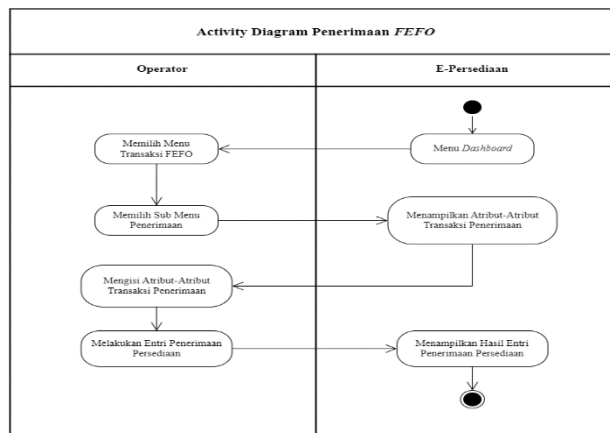 Activity Diagram Penerimaan FEFO
Operator
E-Persediaan
Memilih Menu
Transaksi FEFO
Menu Dashboard
Memilih Sub Menu
Penerimaan
Menampilkan Atribut-Atribut
Transaksi Penerimaan
Mengisi Atribut-Atribut
Transaksi Penerimaan
Melakukan Entri Penerimaan
Persediaan
Menampilkan Hasil Entri
Penerimaan Persediaan